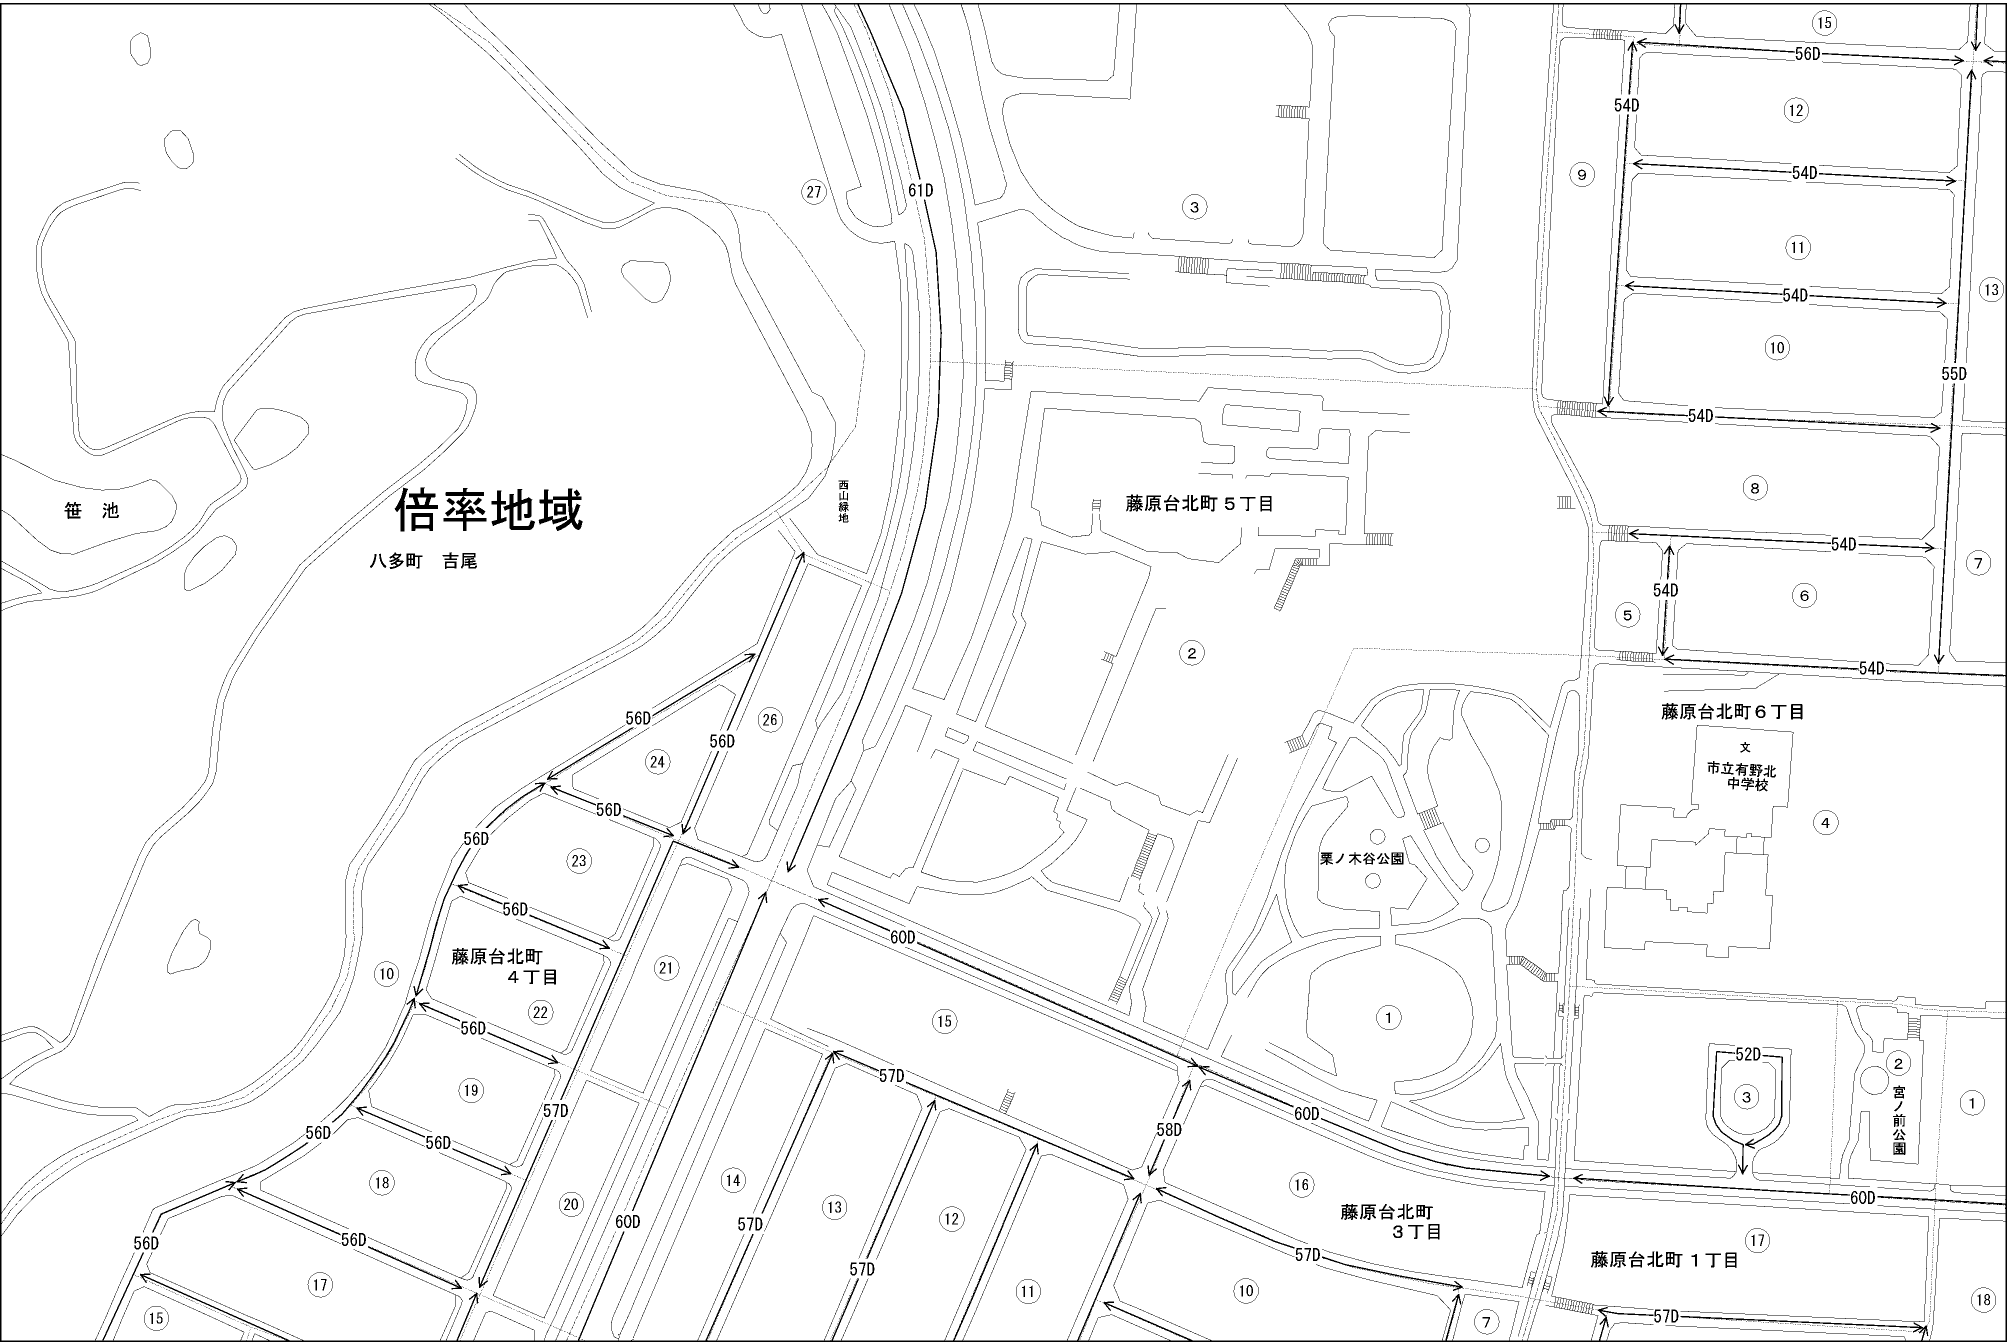 15
56D
54D
12
9
54D
27
61D
3
11
13
54D
10
55D
54D
8
倍率地域
笹　池
西山緑地
藤原台北町５丁目
54D
八多町　吉尾
7
54D
6
5
2
54D
56D
26
56D
藤原台北町６丁目
24
文
市立有野北
中学校
56D
56D
4
23
栗ノ木谷公園
56D
60D
藤原台北町
４丁目
10
21
22
15
1
56D
52D
2
宮ノ前公園
57D
19
3
1
57D
60D
56D
56D
58D
18
14
16
20
13
12
藤原台北町
３丁目
60D
57D
60D
56D
56D
57D
57D
17
藤原台北町１丁目
17
11
10
18
15
7
57D